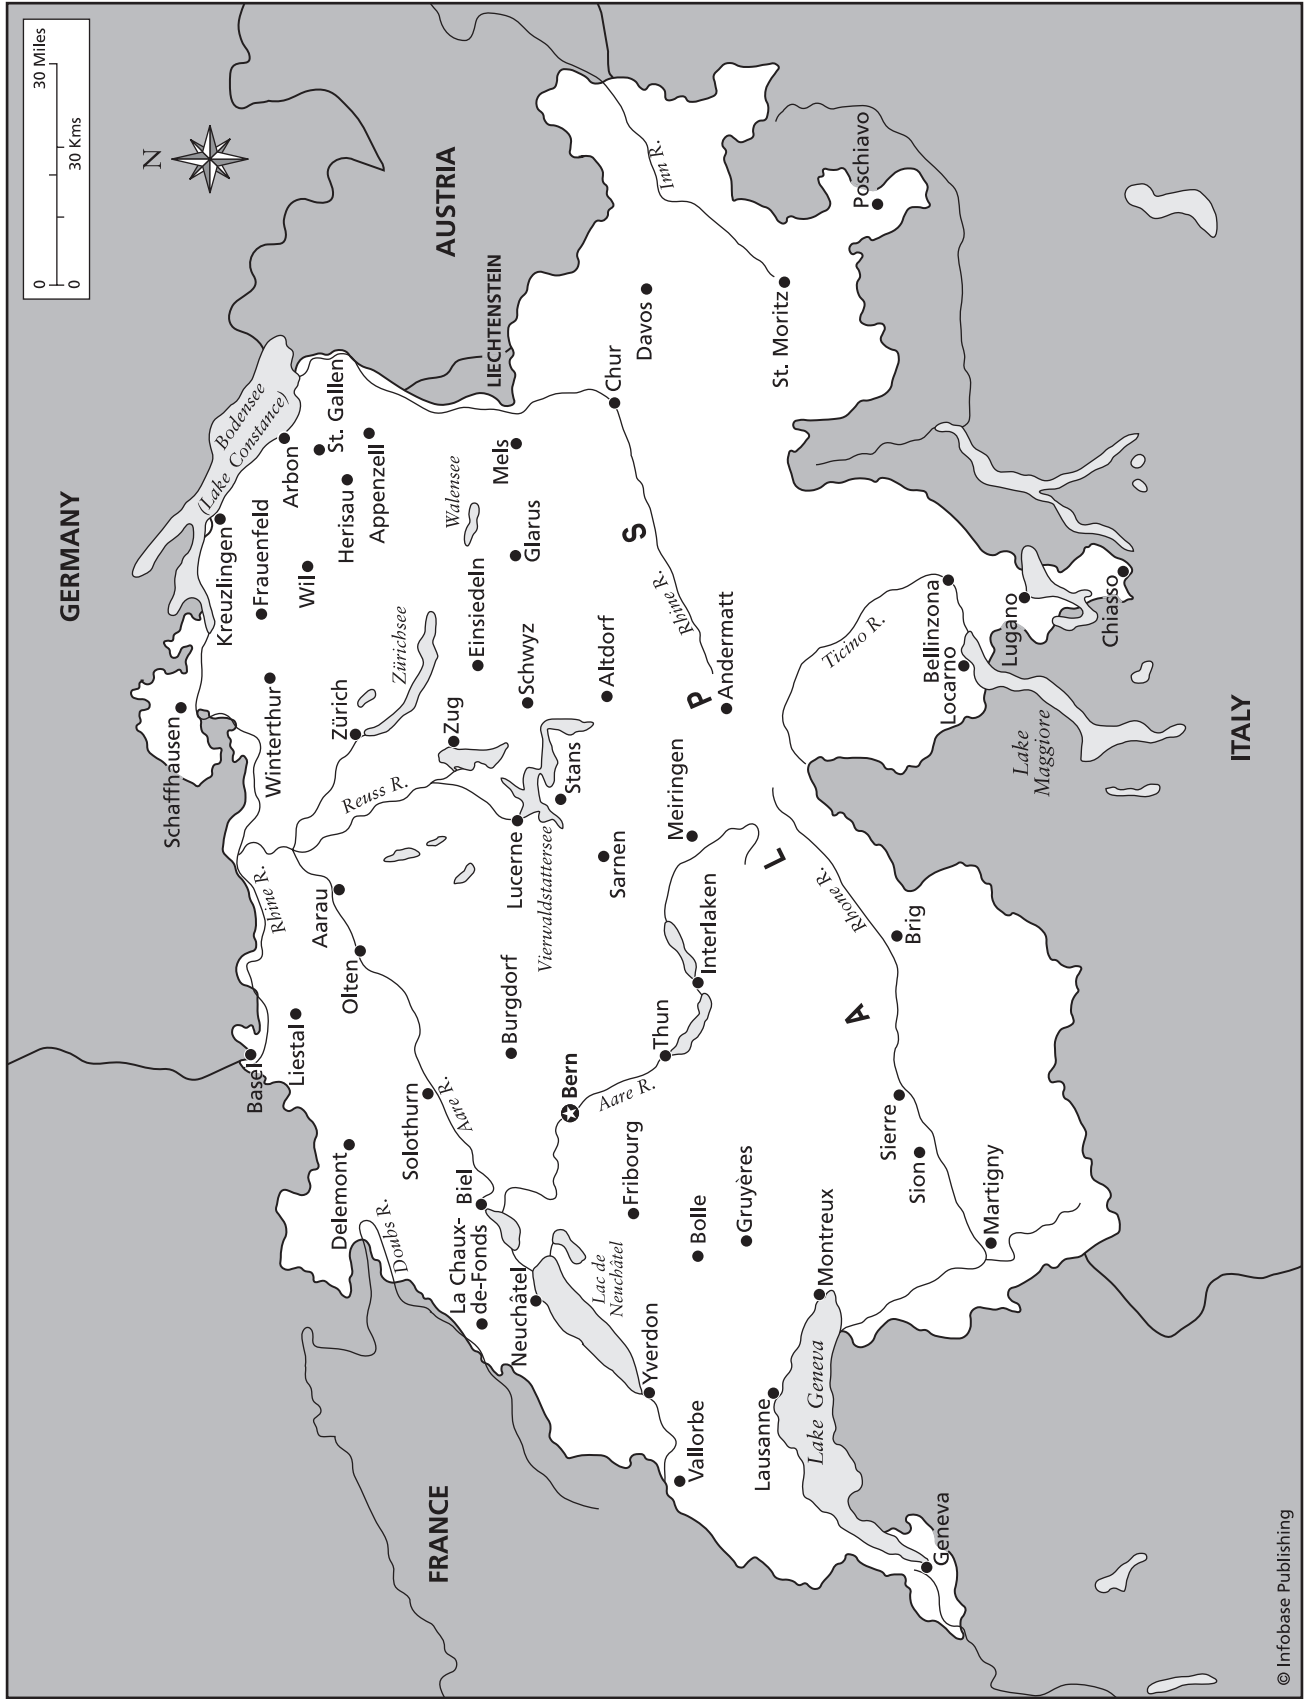 GERMANY
0
30 Miles
0
30 Kms
N
FRANCE
AUSTRIA
LIECHTENSTEIN
ITALY
Schaffhausen
Bodensee
(Lake Constance)
Kreuzlingen
Frauenfeld
Arbon
St. Gallen
Herisau
Appenzell
Wil
Winterthur
Basel
Rhine R.
Liestal
Aarau
Olten
Zürich
Zürichsee
Reuss R.
Delemont
Doubs R.
Solothurn
Aare R.
Biel
La Chaux-
de-Fonds
Neuchâtel
Lac de
Neuchâtel
Burgdorf
Lucerne
Vierwaldstattersee
Zug
Einsiedeln
Walensee
Mels
Glarus
Schwyz
Stans
Altdorf
Sarnen
Bern
Aare R.
Fribourg
Thun
Interlaken
Meiringen
Andermatt
Rhine R.
Chur
Davos
Inn R.
St. Moritz
Poschiavo
Yverdon
Vallorbe
Bolle
Gruyères
Lausanne
Lake Geneva
Montreux
Geneva
Sierre
Sion
Martigny
Brig
Rhone R.
Ticino R.
Bellinzona
Locarno
Lugano
Lake
Maggiore
Chiasso
A L P S
© Infobase Publishing